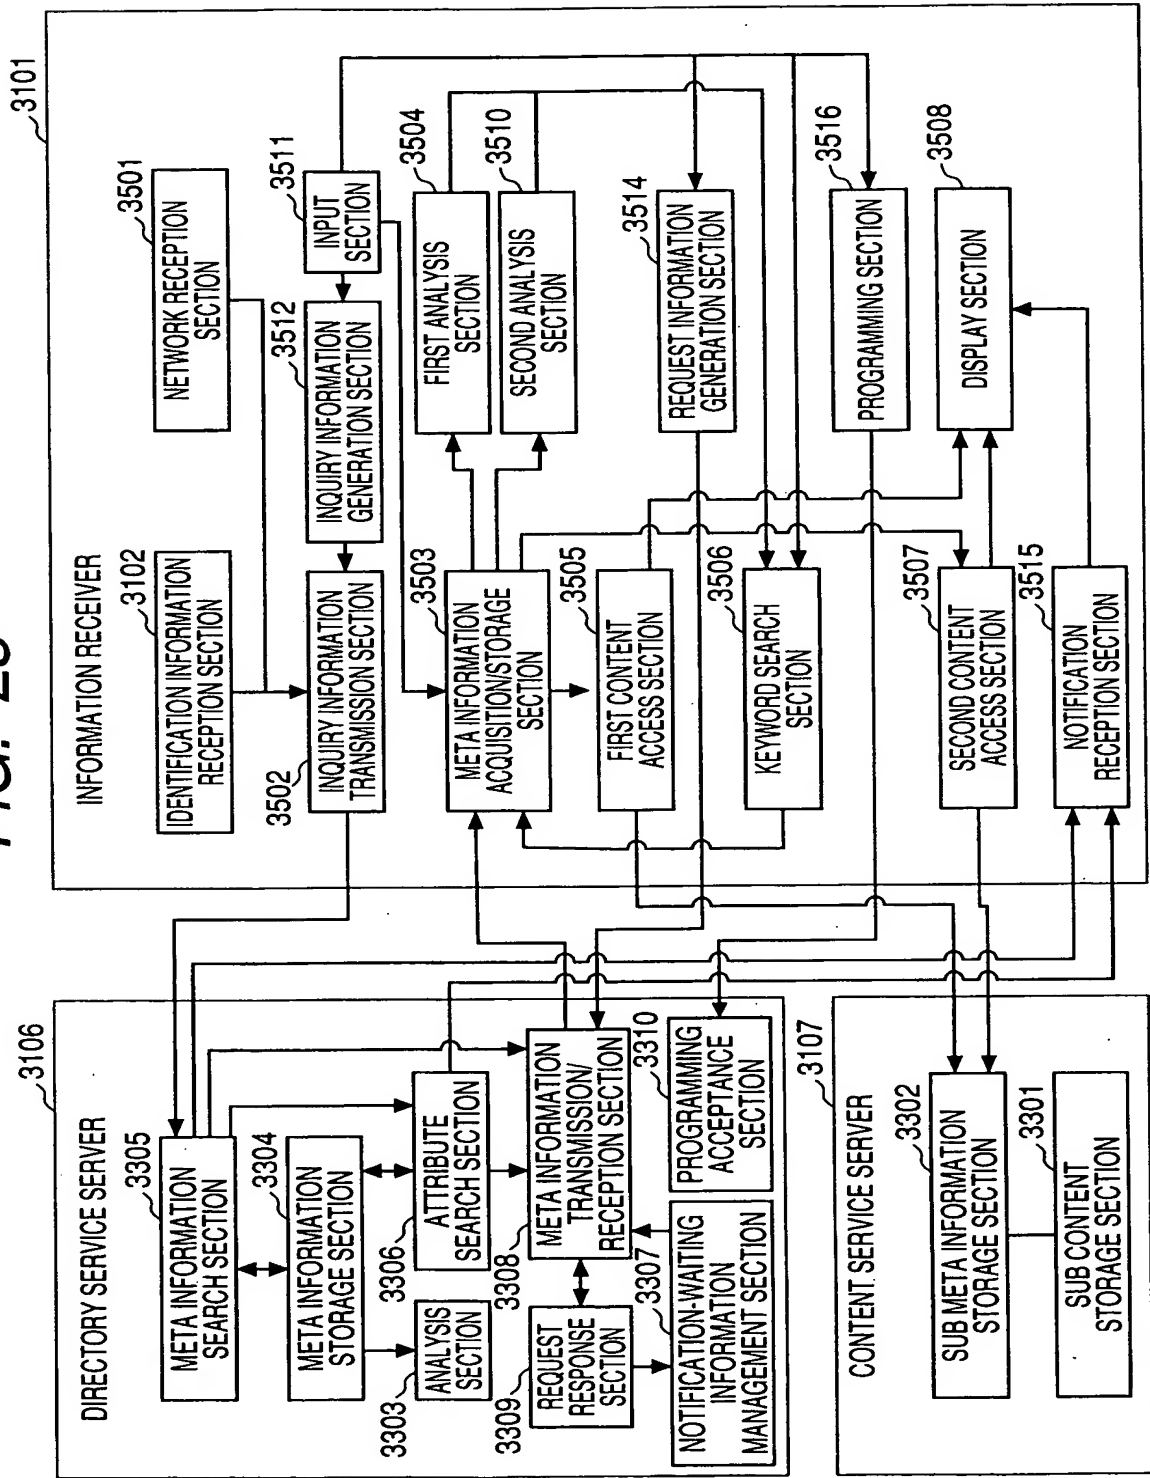 FIG.
DIRECTORY SERVICE SERVER
3106
META INFORMATION
SEARCH SECTION
3305
META INFORMATION
STORAGE SECTION
3304
ANALYSIS
SECTION
3303
ATTRIBUTE
SEARCH SECTION
3306
REQUEST
RESPONSE
SECTION
3309
META INFORMATION
TRANSMISSION/
RECEPTION SECTION
3308
NOTIFICATION-WAITING
INFORMATION
MANAGEMENT SECTION
3307
PROGRAMMING
ACCEPTANCE
SECTION
3310
CONTENT SERVICE SERVER
3107
SUB META INFORMATION
STORAGE SECTION
3302
SUB CONTENT
STORAGE SECTION
3301
INFORMATION RECEIVER
3101
IDENTIFICATION INFORMATION
RECEPTION SECTION
3102
NETWORK RECEPTION
SECTION
3501
INQUIRY INFORMATION
TRANSMISSION SECTION
3502
INQUIRY INFORMATION
GENERATION SECTION
3512
INPUT
SECTION
3511
META INFORMATION
ACQUISITION/STORAGE
SECTION
3503
FIRST ANALYSIS
SECTION
3504
SECOND ANALYSIS
SECTION
3510
FIRST CONTENT
ACCESS SECTION
3505
REQUEST INFORMATION
GENERATION SECTION
3514
KEYWORD SEARCH
SECTION
3506
PROGRAMMING SECTION
3516
SECOND CONTENT
ACCESS SECTION
3507
DISPLAY SECTION
3508
NOTIFICATION
RECEPTION SECTION
3515